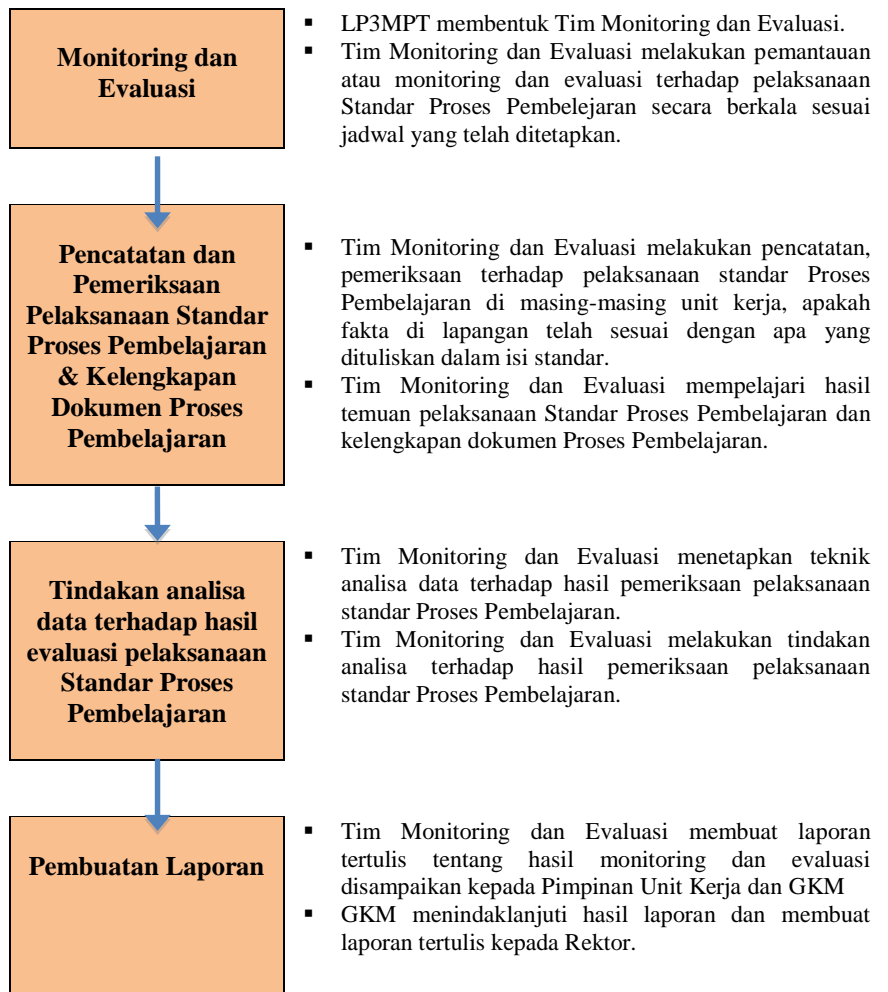 Monitoring dan
Evaluasi
▪ LP3MPT membentuk Tim Monitoring dan Evaluasi.
▪ Tim Monitoring dan Evaluasi melakukan pemantauan
atau monitoring dan evaluasi terhadap pelaksanaan
Standar Proses Pembelejaran secara berkala sesuai
jadwal yang telah ditetapkan.
Pencatatan dan
Pemeriksaan
Pelaksanaan Standar
Proses Pembelajaran
& Kelengkapan
Dokumen Proses
Pembelajaran
▪ Tim Monitoring dan Evaluasi melakukan pencatatan,
pemeriksaan terhadap pelaksanaan standar Proses
Pembelajaran di masing-masing unit kerja, apakah
fakta di lapangan telah sesuai dengan apa yang
dituliskan dalam isi standar.
▪ Tim Monitoring dan Evaluasi mempelajari hasil
temuan pelaksanaan Standar Proses Pembelajaran dan
kelengkapan dokumen Proses Pembelajaran.
Tindakan analisa
data terhadap hasil
evaluasi pelaksanaan
Standar Proses
Pembelajaran
▪ Tim Monitoring dan Evaluasi menetapkan teknik
analisa data terhadap hasil pemeriksaan pelaksanaan
standar Proses Pembelajaran.
▪ Tim Monitoring dan Evaluasi melakukan tindakan
analisa terhadap hasil pemeriksaan pelaksanaan
standar Proses Pembelajaran.
Pembuatan Laporan
▪ Tim Monitoring dan Evaluasi membuat laporan
tertulis tentang hasil monitoring dan evaluasi
disampaikan kepada Pimpinan Unit Kerja dan GKM
▪ GKM menindaklanjuti hasil laporan dan membuat
laporan tertulis kepada Rektor.